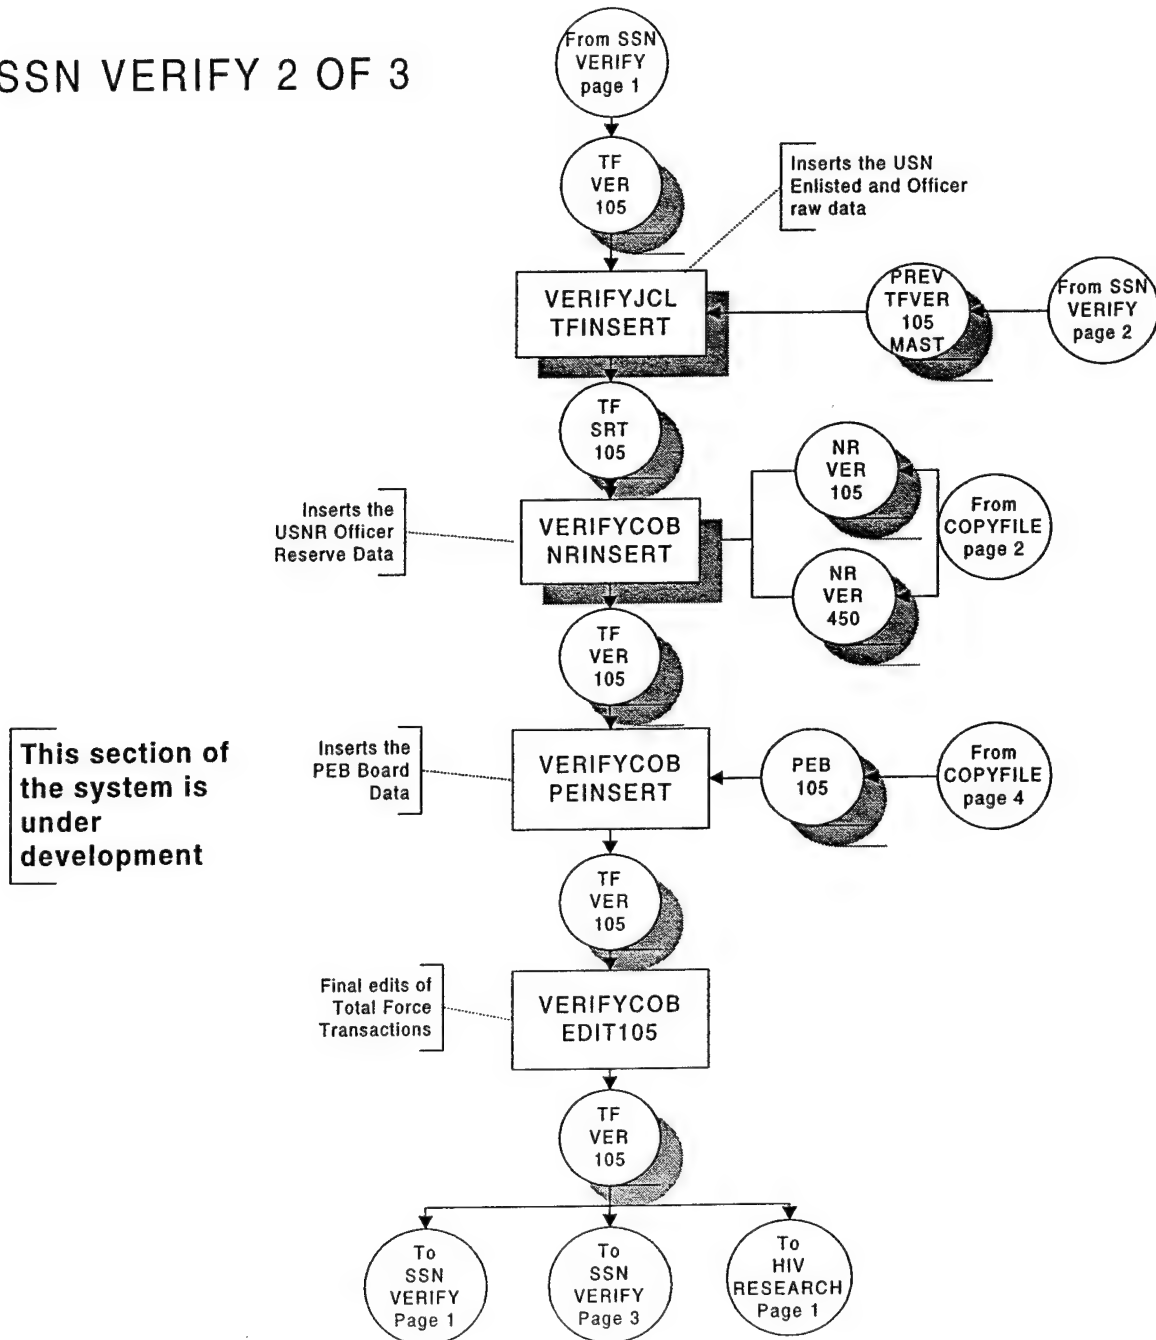 SSN VERIFY 2 OF 3
From SSN
VERIFY
page 1
TF
VER
105
Inserts the USN
Enlisted and Officer
raw data
VERIFYJCL
TFINSERT
PREV
TFVER
105
MAST
From SSN
VERIFY
page 2
TF
SRT
105
Inserts the
USNR Officer
Reserve Data
VERIFYCOB
NRINSERT
NR
VER
105
From
COPYFILE
page 2
NR
VER
450
TF
VER
105
This section of
the system is
under
development
Inserts the
PEB Board
Data
VERIFYCOB
PEINSERT
PEB
105
From
COPYFILE
page 4
TF
VER
105
Final edits of
Total Force
Transactions
VERIFYCOB
EDIT105
TF
VER
105
To
SSN
VERIFY
Page 1
To
SSN
VERIFY
Page 3
To
HIV
RESEARCH
Page 1